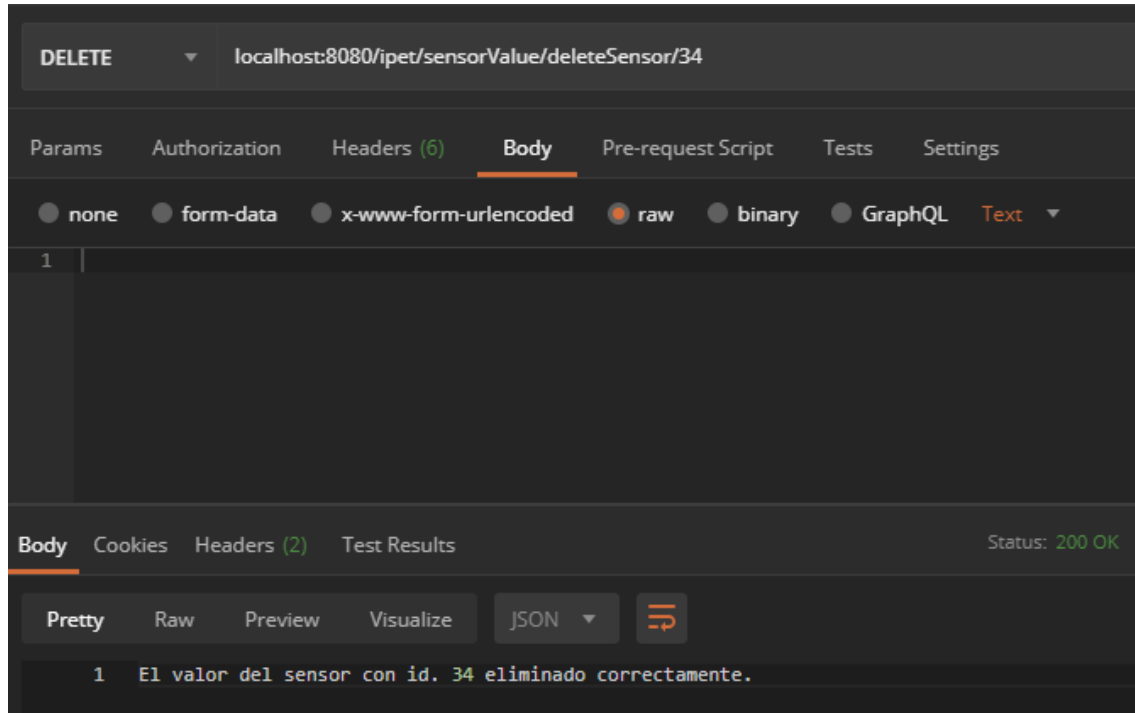 DELETE localhost:8080/ipet/sensorValue/deleteSensor/34
Params Authorization Headers (6) Body Pre-request Script Tests Settings
none form-data x-www-form-urlencoded raw binary GraphQL Text
1
Body Cookies Headers (2) Test Results Status: 200 OK
Pretty Raw Preview Visualize JSON
1 El valor del sensor con id. 34 eliminado correctamente.